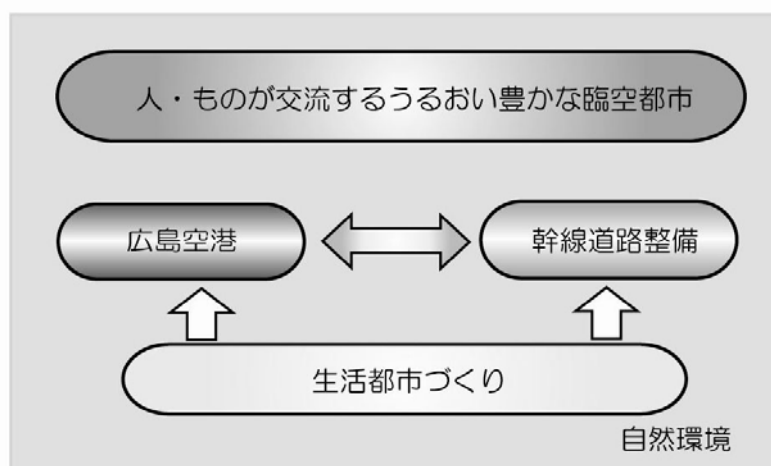 人・ものが交流するうるおい豊かな臨空都市
広島空港
幹線道路整備
生活都市づくり
自然環境